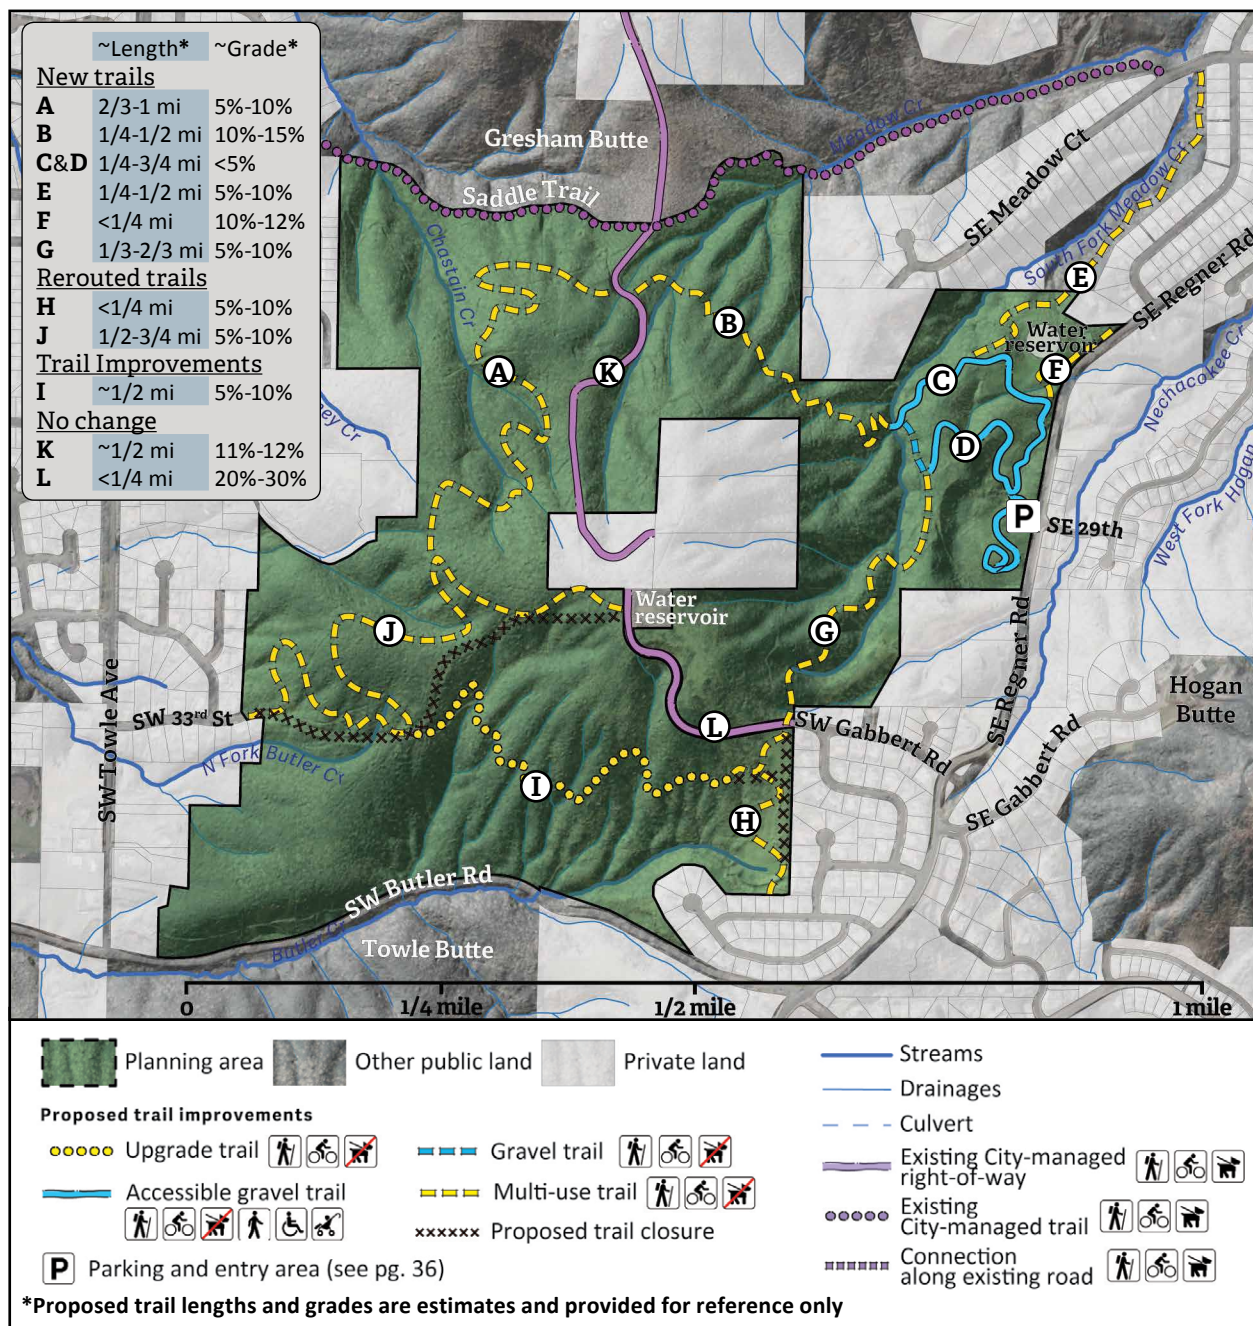 ~Length* ~Grade*
New trails
A 2/3-1 mi 5%-10%
B 1/4-1/2 mi 10%-15%
C&D 1/4-3/4 mi <5%
E 1/4-1/2 mi 5%-10%
F <1/4 mi 10%-12%
G 1/3-2/3 mi 5%-10%
Rerouted trails
H <1/4 mi 5%-10%
J 1/2-3/4 mi 5%-10%
Trail Improvements
I ~1/2 mi 5%-10%
No change
K ~1/2 mi 11%-12%
L <1/4 mi 20%-30%
Gresham Butte
Saddle Trail
Meadow Cr
SE Meadow Ct
South Fork Meadow Cr
SE Regner Rd
Chastain Cr
E
B
Water
reservoir
A
K
C
F
Nechacokee Cr
ney Cr
D
West Fork Hogan
P
SE 29th
Water
reservoir
J
G
SE Regner Rd
Hogan
Butte
SW Towle Ave
SW 33rd St
L
SW Gabbert Rd
N Fork Butler Cr
SE Gabbert Rd
I
H
SW Butler Rd
Butler Cr
Towle Butte
0 1/4 mile 1/2 mile 1 mile
Planning area Other public land Private land
Streams
Drainages
Culvert
Existing City-managed
right-of-way
Existing
City-managed trail
Connection
along existing road
Proposed trail improvements
Upgrade trail Gravel trail
Accessible gravel trail Multi-use trail
Proposed trail closure
P Parking and entry area (see pg. 36)
*Proposed trail lengths and grades are estimates and provided for reference only